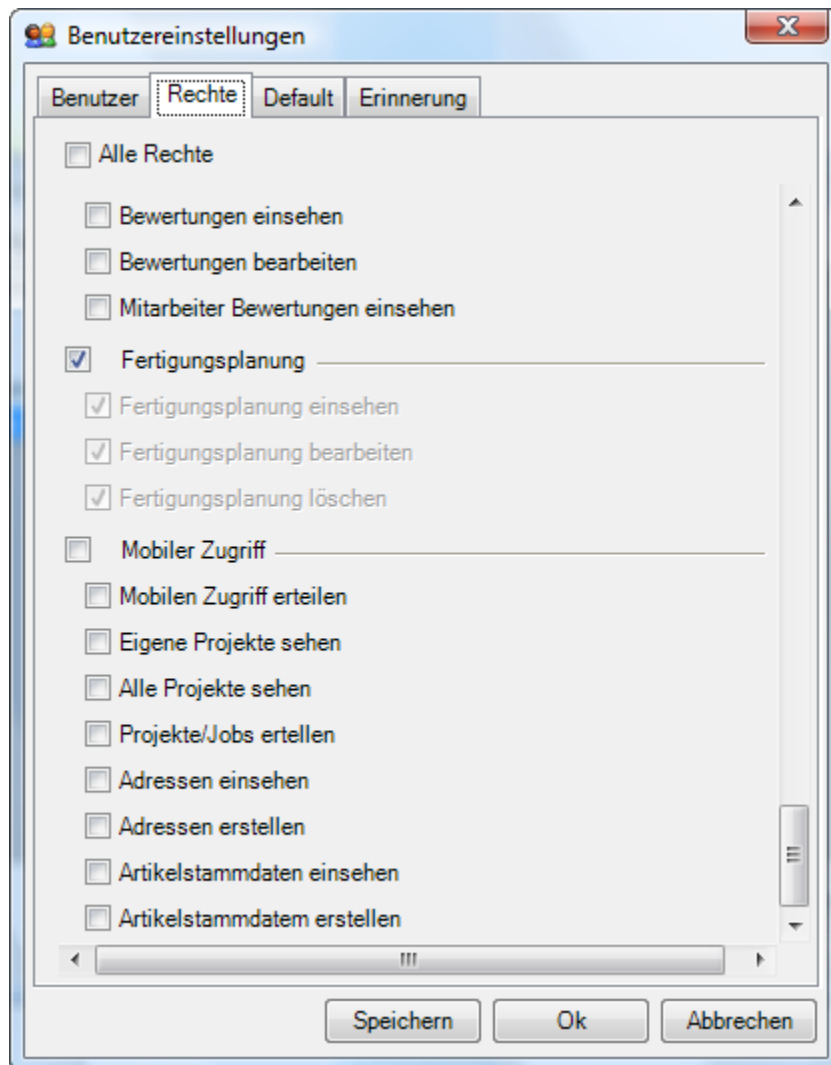 Benutzereinstellungen
Benutzer Rechte Default Erinnerung
Alle Rechte
Bewertungen einsehen
Bewertungen bearbeiten
Mitarbeiter Bewertungen einsehen
Fertigungsplanung
Fertigungsplanung einsehen
Fertigungsplanung bearbeiten
Fertigungsplanung löschen
Mobiler Zugriff
Mobilen Zugriff erteilen
Eigene Projekte sehen
Alle Projekte sehen
Projekte/Jobs ertellen
Adressen einsehen
Adressen erstellen
Artikelstammdaten einsehen
Artikelstammdatem erstellen
Speichern Ok Abbrechen